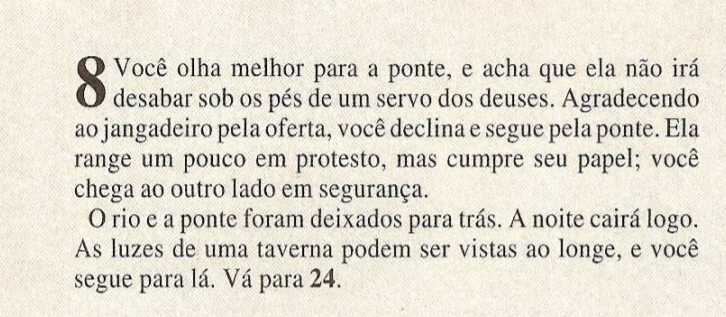 8 Você olha melhor para a ponte, e acha que ela não irá
desabar sob os pés de um servo dos deuses. Agradecendo
ao jangadeiro pela oferta, você declina e segue pela ponte. Ela
range um pouco em protesto, mas cumpre seu papel; você
chega ao outro lado em segurança.
O rio e a ponte foram deixados para trás. A noite cairá logo.
As luzes de uma taverna podem ser vistas ao longe, e você
segue para lá. Vá para 24.